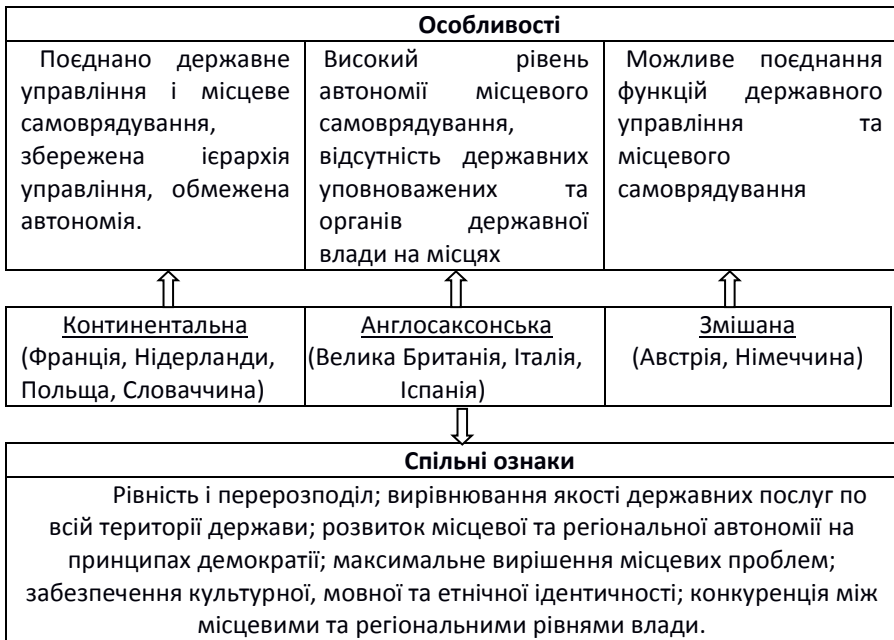 Особливості
Поєднано державне
управління і місцеве
самоврядування,
збережена ієрархія
управління, обмежена
автономія.
Високий рівень
автономії місцевого
самоврядування,
відсутність державних
уповноважених та
органів державної
влади на місцях
Можливе поєднання
функцій державного
управління та
місцевого
самоврядування
Континентальна
(Франція, Нідерланди,
Польща, Словаччина)
Англосаксонська
(Велика Британія, Італія,
Іспанія)
Змішана
(Австрія, Німеччина)
Спільні ознаки
Рівність і перерозподіл; вирівнювання якості державних послуг по
всій території держави; розвиток місцевої та регіональної автономії на
принципах демократії; максимальне вирішення місцевих проблем;
забезпечення культурної, мовної та етнічної ідентичності; конкуренція між
місцевими та регіональними рівнями влади.